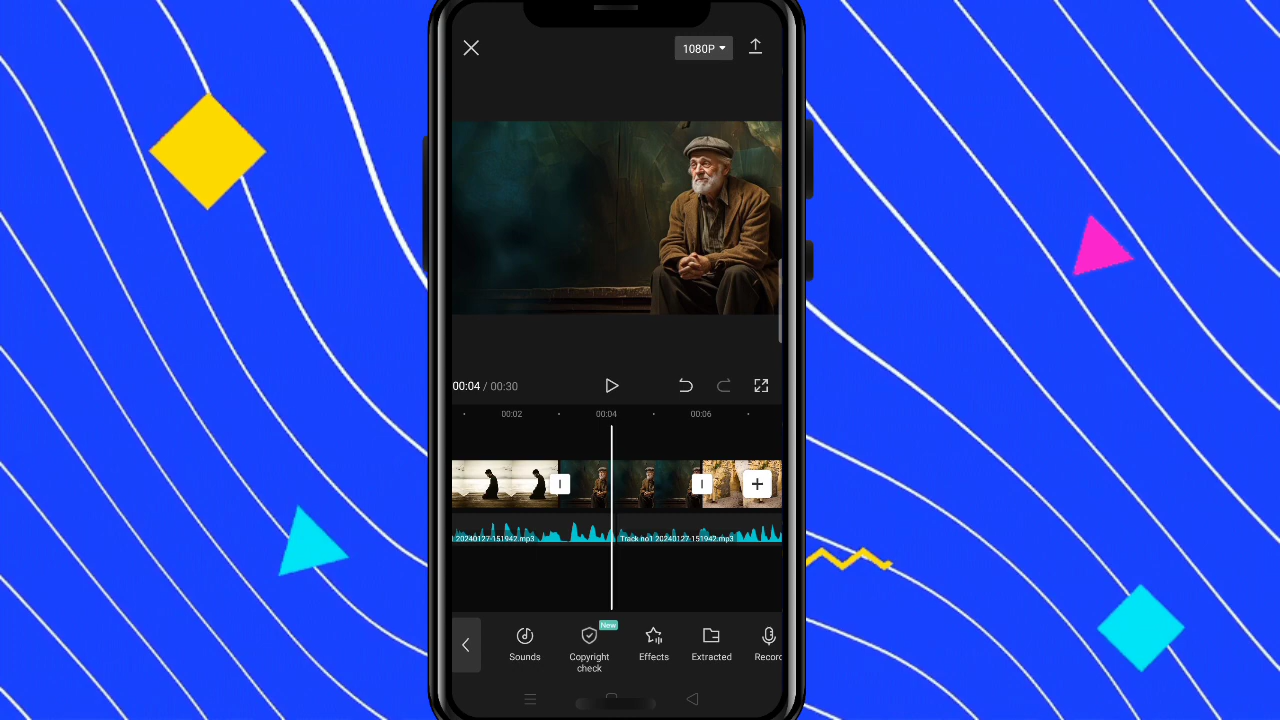 1080P
00:04 / 00:30
00:02
00:04
00:06
20240127-151942.mp3
Track no1 20240127-151942.mp3
New
Sounds
Copyright
check
Effects
Extracted
Record